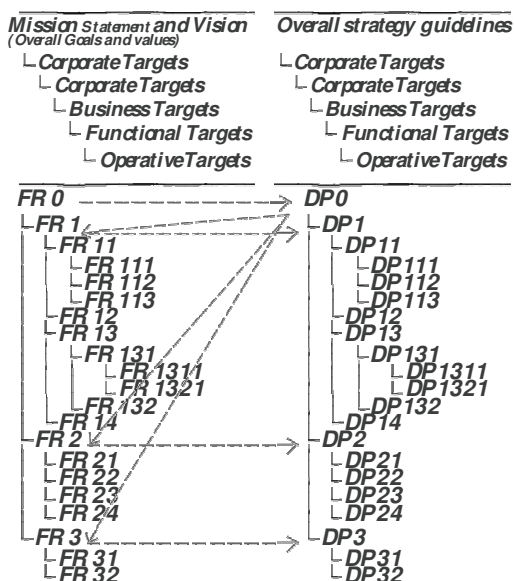 Mission Statement and Vision
(Overall Goals and values)
Corporate Targets
Corporate Targets
Business Targets
Functional Targets
Operative Targets
Overall strategy guidelines
Corporate Targets
Corporate Targets
Business Targets
Functional Targets
Operative Targets
FR 0
FR 1
FR 11
FR 111
FR 112
FR 113
FR 12
FR 13
FR 131
FR 1311
FR 1321
FR 132
FR 14
FR 2
FR 21
FR 22
FR 23
FR 24
FR 3
FR 31
FR 32
DP0
DP1
DP11
DP111
DP112
DP113
DP12
DP13
DP131
DP1311
DP1321
DP132
DP14
DP2
DP21
DP22
DP23
DP24
DP3
DP31
DP32